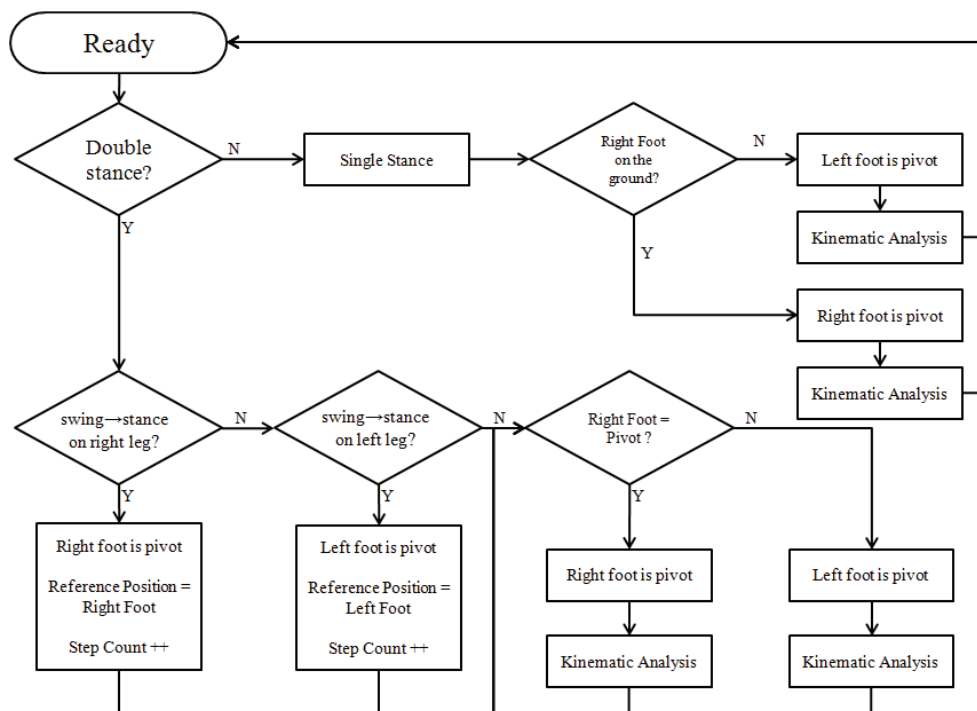 Ready
Double
stance?
N
Single Stance
Right Foot
on the
ground?
N
Left foot is pivot
Kinematic Analysis
Y
Y
Right foot is pivot
Kinematic Analysis
swing→stance
on right leg?
N
swing→stance
on left leg?
N
Right Foot =
Pivot ?
N
Y
Y
Y
Right foot is pivot
Reference Position =
Right Foot
Step Count ++
Left foot is pivot
Reference Position =
Left Foot
Step Count ++
Right foot is pivot
Kinematic Analysis
Left foot is pivot
Kinematic Analysis